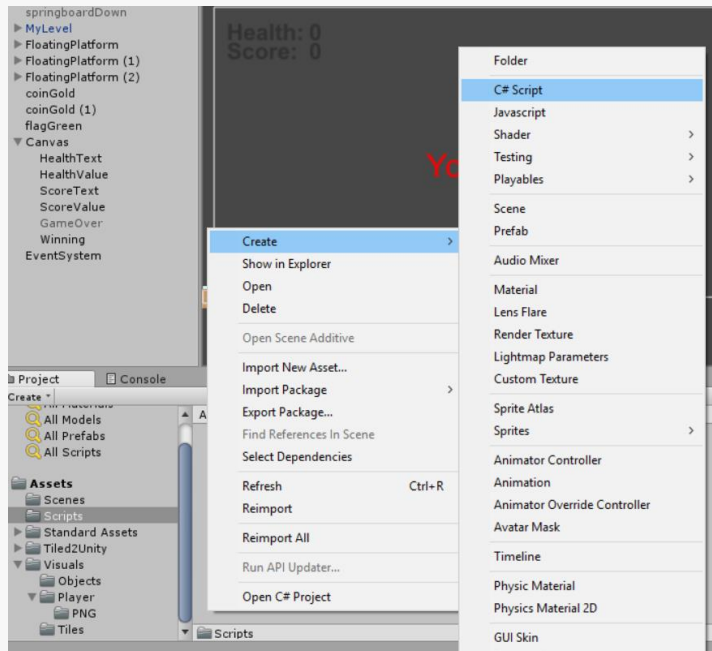 springboardDown
MyLevel
FloatingPlatform
FloatingPlatform (1)
FloatingPlatform (2)
coinGold
coinGold (1)
flagGreen
Canvas
HealthText
HealthValue
ScoreText
ScoreValue
GameOver
Winning
EventSystem
Health: 0
Score: 0
Yo
Create
Show in Explorer
Open
Delete
Open Scene Additive
Import New Asset...
Import Package
Export Package...
Find References In Scene
Select Dependencies
Refresh Ctrl+R
Reimport
Reimport All
Run API Updater...
Open C# Project
Folder
C# Script
Javascript
Shader
Testing
Playables
Scene
Prefab
Audio Mixer
Material
Lens Flare
Render Texture
Lightmap Parameters
Custom Texture
Sprite Atlas
Sprites
Animator Controller
Animation
Animator Override Controller
Avatar Mask
Timeline
Physic Material
Physics Material 2D
GUI Skin
Project Console
Create
All Materials
All Models
All Prefabs
All Scripts
A
Assets
Scenes
Scripts
Standard Assets
Tiled2Unity
Visuals
Objects
Player
PNG
Tiles
Scripts